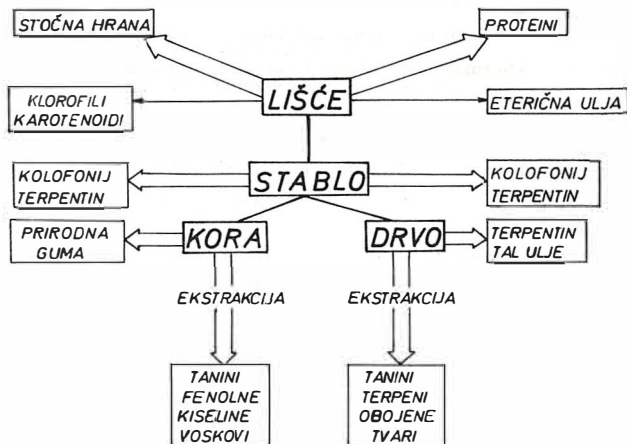 STOČNA HRANA
PROTEINI
LIŠĆE
KLOROFILI
KAROTENOIDI
ETERIČNA ULJA
STABLO
KOLOFONIJ
TERPENTIN
KOLOFONIJ
TERPENTIN
PRIRODNA
GUMA
KORA
DRVO
TERPENTIN
TAL ULJE
EKSTRAKCIJA
EKSTRAKCIJA
TANINI
FENOLNE
KISELINE
VOSKOVI
TANINI
TERPENI
OBOJENE
TVARI